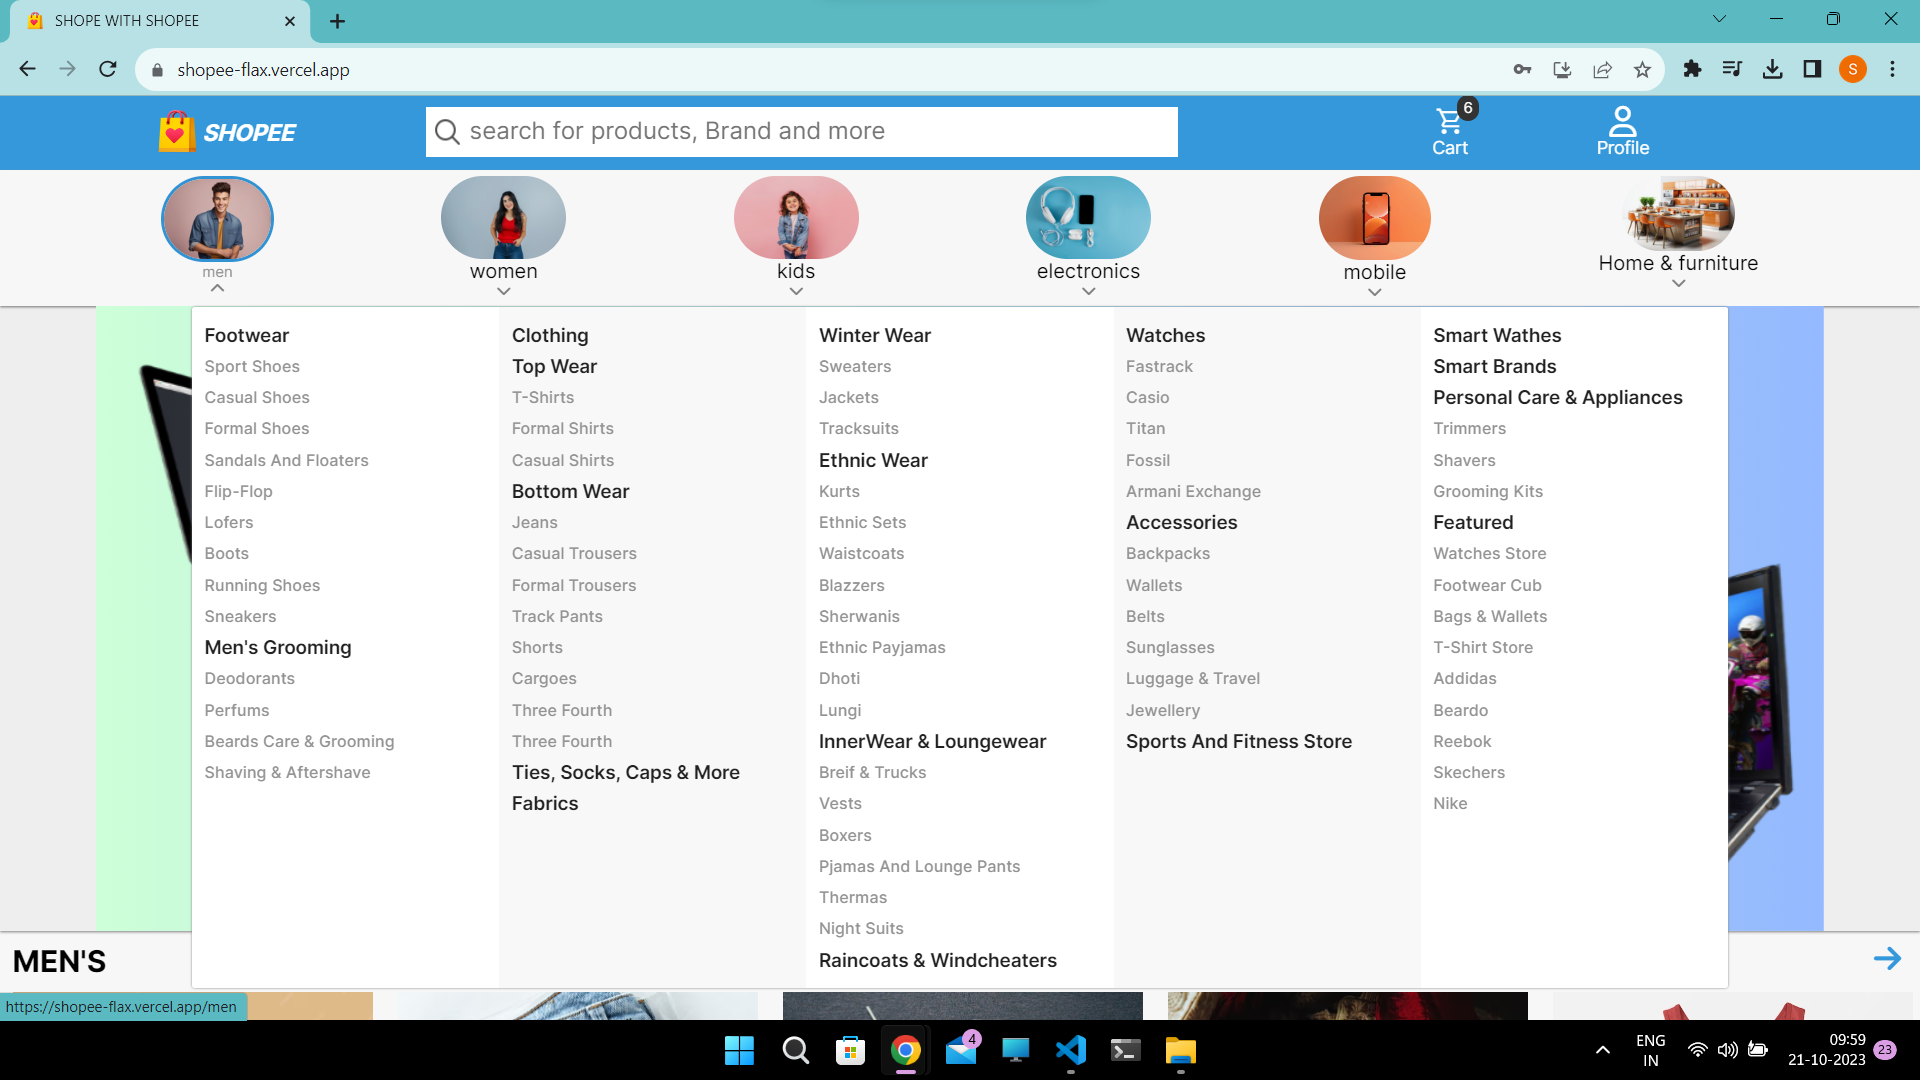 SHOPE WITH SHOPEE
shopee-flax.vercel.app
S
SHOPEE
search for products, Brand and more
6
Cart
Profile
men
women
kids
electronics
mobile
Home & furniture
Footwear
Sport Shoes
Casual Shoes
Formal Shoes
Sandals And Floaters
Flip-Flop
Lofers
Boots
Running Shoes
Sneakers
Men's Grooming
Deodorants
Perfums
Beards Care & Grooming
Shaving & Aftershave
Clothing
Top Wear
T-Shirts
Formal Shirts
Casual Shirts
Bottom Wear
Jeans
Casual Trousers
Formal Trousers
Track Pants
Shorts
Cargoes
Three Fourth
Three Fourth
Ties, Socks, Caps & More
Fabrics
Winter Wear
Sweaters
Jackets
Tracksuits
Ethnic Wear
Kurts
Ethnic Sets
Waistcoats
Blazzers
Sherwanis
Ethnic Payjamas
Dhoti
Lungi
InnerWear & Loungewear
Breif & Trucks
Vests
Boxers
Pjamas And Lounge Pants
Thermas
Night Suits
Raincoats & Windcheaters
Watches
Fastrack
Casio
Titan
Fossil
Armani Exchange
Accessories
Backpacks
Wallets
Belts
Sunglasses
Luggage & Travel
Jewellery
Sports And Fitness Store
Smart Wathes
Smart Brands
Personal Care & Appliances
Trimmers
Shavers
Grooming Kits
Featured
Watches Store
Footwear Cub
Bags & Wallets
T-Shirt Store
Addidas
Beardo
Reebok
Skechers
Nike
MEN'S
https://shopee-flax.vercel.app/men
4
ENG
IN
09:59
21-10-2023
23